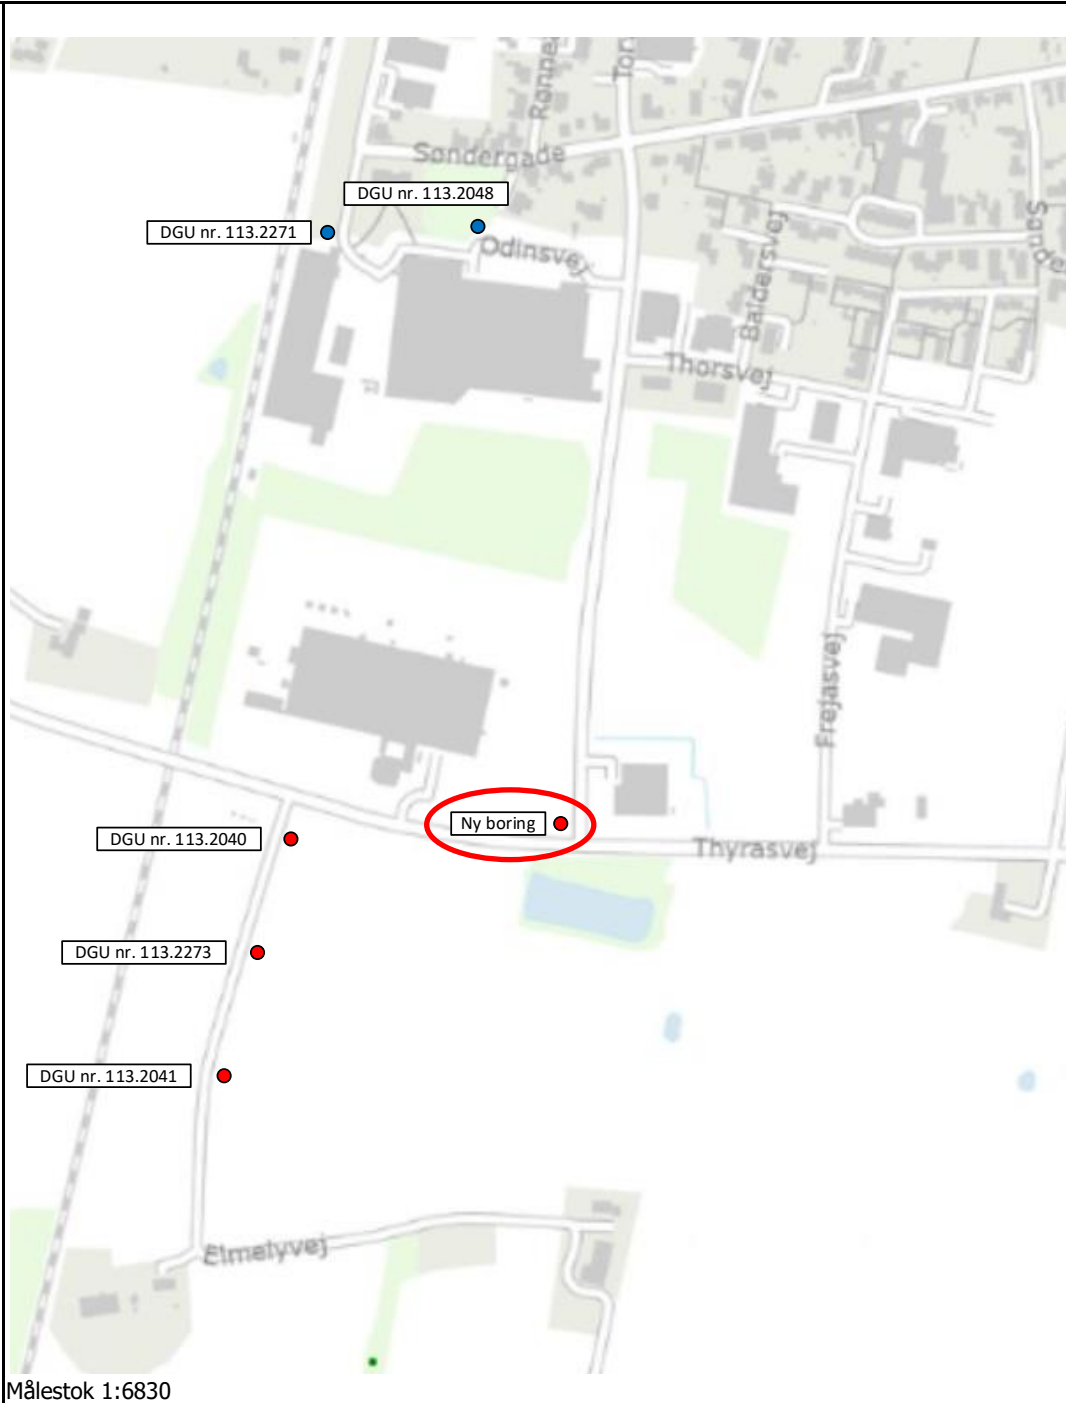 Søndergade
DGU nr. 113.2048
DGU nr. 113.2271
Odinsvej
Baldersvej
Thorsvej
Frejasvej
Ny boring
DGU nr. 113.2040
Thyrasvej
DGU nr. 113.2273
DGU nr. 113.2041
Elmelyvej
Målestok 1:6830